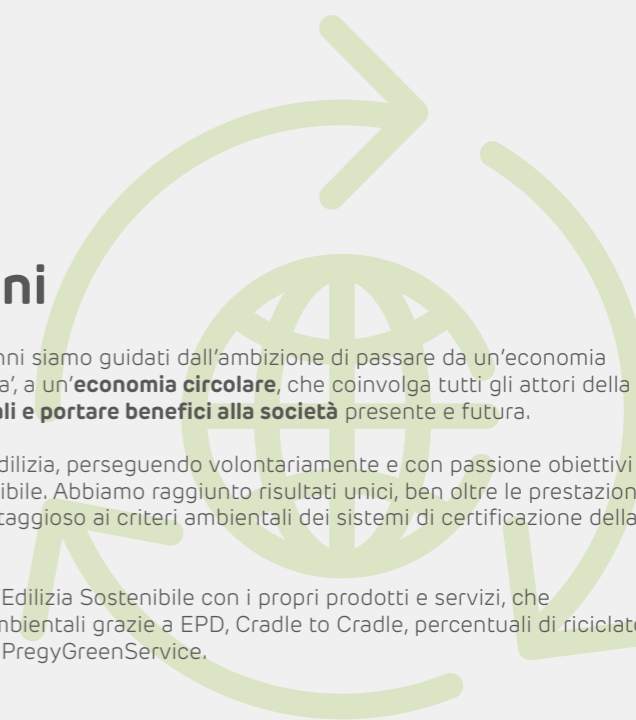 ni
nni siamo guidati dall'ambizione di passare da un'economia
a', a un'economia circolare, che coinvolga tutti gli attori della
ali e portare benefici alla società presente e futura.
dilizia, perseguendo volontariamente e con passione obiettivi
ibile. Abbiamo raggiunto risultati unici, ben oltre le prestazion
taggioso ai criteri ambientali dei sistemi di certificazione della
Edilizia Sostenibile con i propri prodotti e servizi, che
mbientali grazie a EPD, Cradle to Cradle, percentuali di riciclato
PregyGreenService.